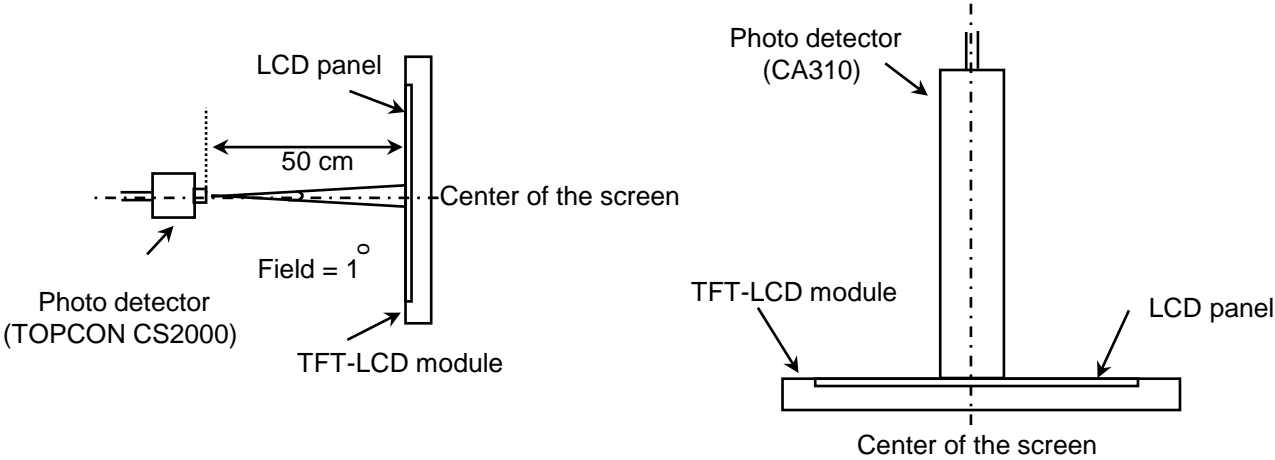 LCD panel
50 cm
Center of the screen
Field = 1°
Photo detector
(TOPCON CS2000)
TFT-LCD module
Photo detector
(CA310)
TFT-LCD module
LCD panel
Center of the screen